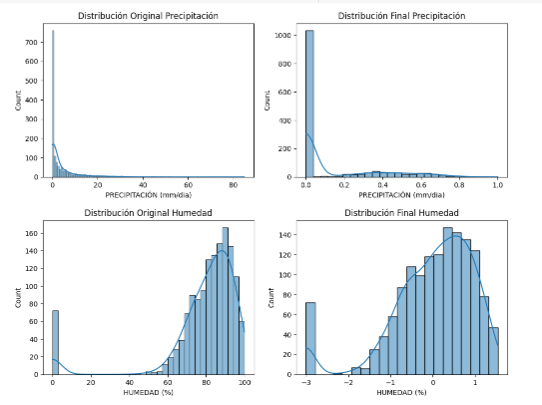 Distribución Original Precipitación
Count
700
600
500
400
300
200
100
0
0 20 40 60 80
PRECIPITACIÓN (mm/dia)
Distribución Final Precipitación
Count
1000
800
600
400
200
0
0.0 0.2 0.4 0.6 0.8 1.0
PRECIPITACIÓN (mm/dia)
Distribución Original Humedad
Count
160
140
120
100
80
60
40
20
0
0 20 40 60 80 100
HUMEDAD (%)
Distribución Final Humedad
Count
140
120
100
80
60
40
20
0
−3 −2 −1 0 1
HUMEDAD (%)